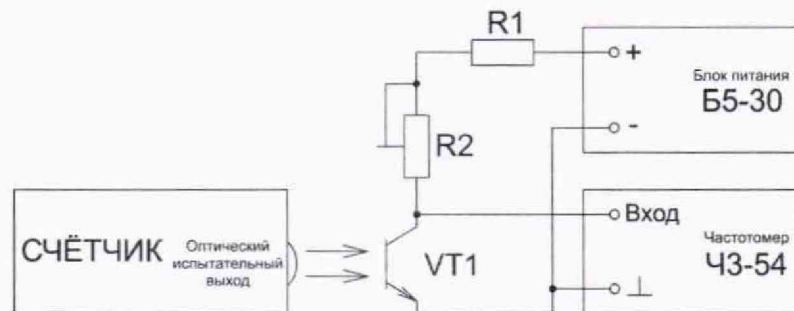 R1
+
Блок питания
Б5-30
-
R2
Вход
СЧЁТЧИК
Оптический
испытательный
выход
VT1
Частотомер
Ч3-54